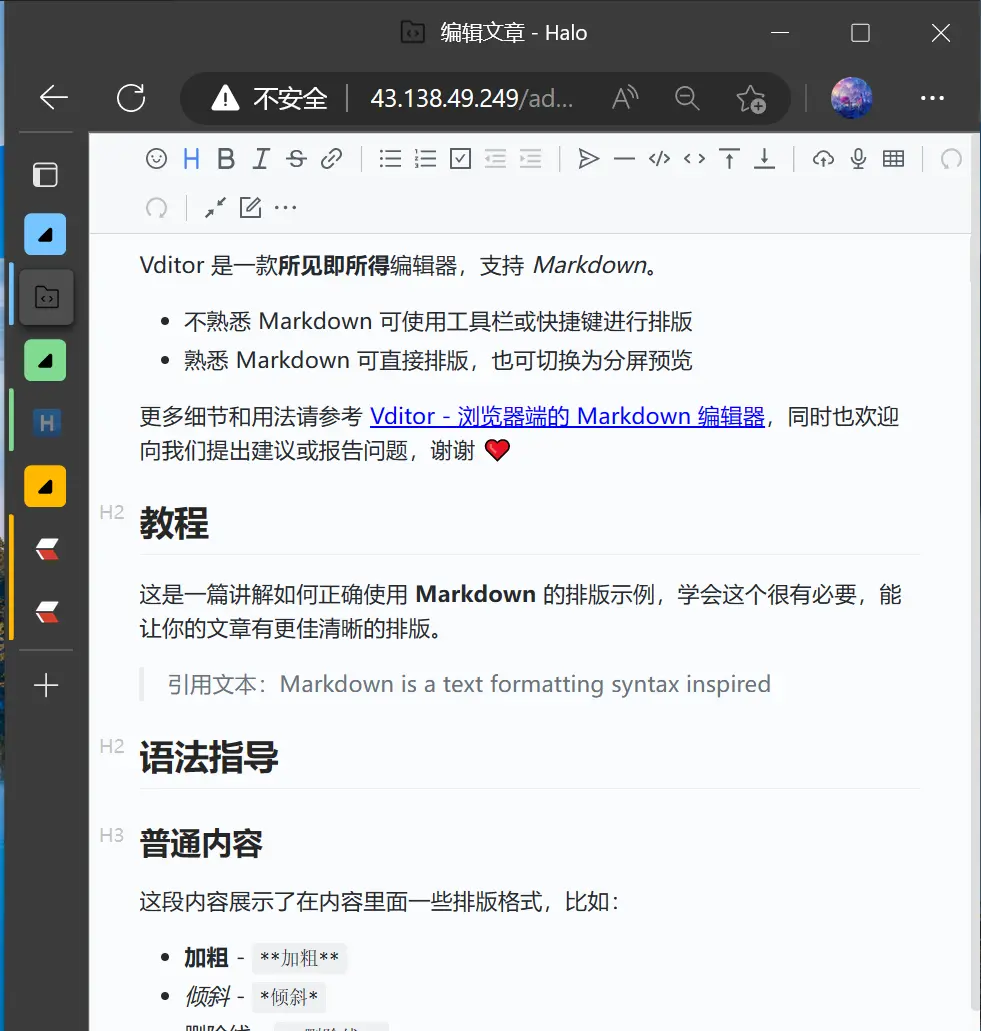 编辑文章 - Halo
不安全 43.138.49.249/ad...
Vditor 是一款所见即所得编辑器，支持 Markdown。
不熟悉 Markdown 可使用工具栏或快捷键进行排版
熟悉 Markdown 可直接排版，也可切换为分屏预览
更多细节和用法请参考 Vditor - 浏览器端的 Markdown 编辑器，同时也欢迎
向我们提出建议或报告问题，谢谢 ❤️
H2 教程
这是一篇讲解如何正确使用 Markdown 的排版示例，学会这个很有必要，能
让你的文章有更佳清晰的排版。
引用文本：Markdown is a text formatting syntax inspired
H2 语法指导
H3 普通内容
这段内容展示了在内容里面一些排版格式，比如：
加粗 - **加粗**
倾斜 - *倾斜*